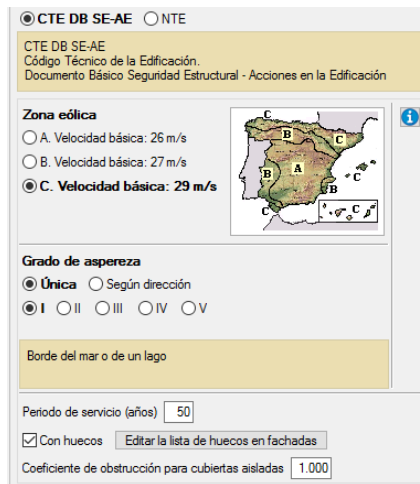 CTE DB SE-AE NTE
CTE DB SE-AE
Código Técnico de la Edificación.
Documento Básico Seguridad Estructural - Acciones en la Edificación
Zona eólica
A. Velocidad básica: 26 m/s
B. Velocidad básica: 27 m/s
C. Velocidad básica: 29 m/s
C
B
C
A
B
B
C
C
C
Grado de aspereza
Única Según dirección
I II III IV V
Borde del mar o de un lago
Periodo de servicio (años) 50
Con huecos Editar la lista de huecos en fachadas
Coeficiente de obstrucción para cubiertas aisladas 1.000